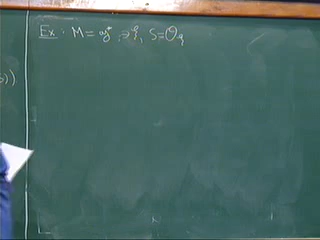 Ex: M = 𝔤* ∋ ξ, S = O_ξ